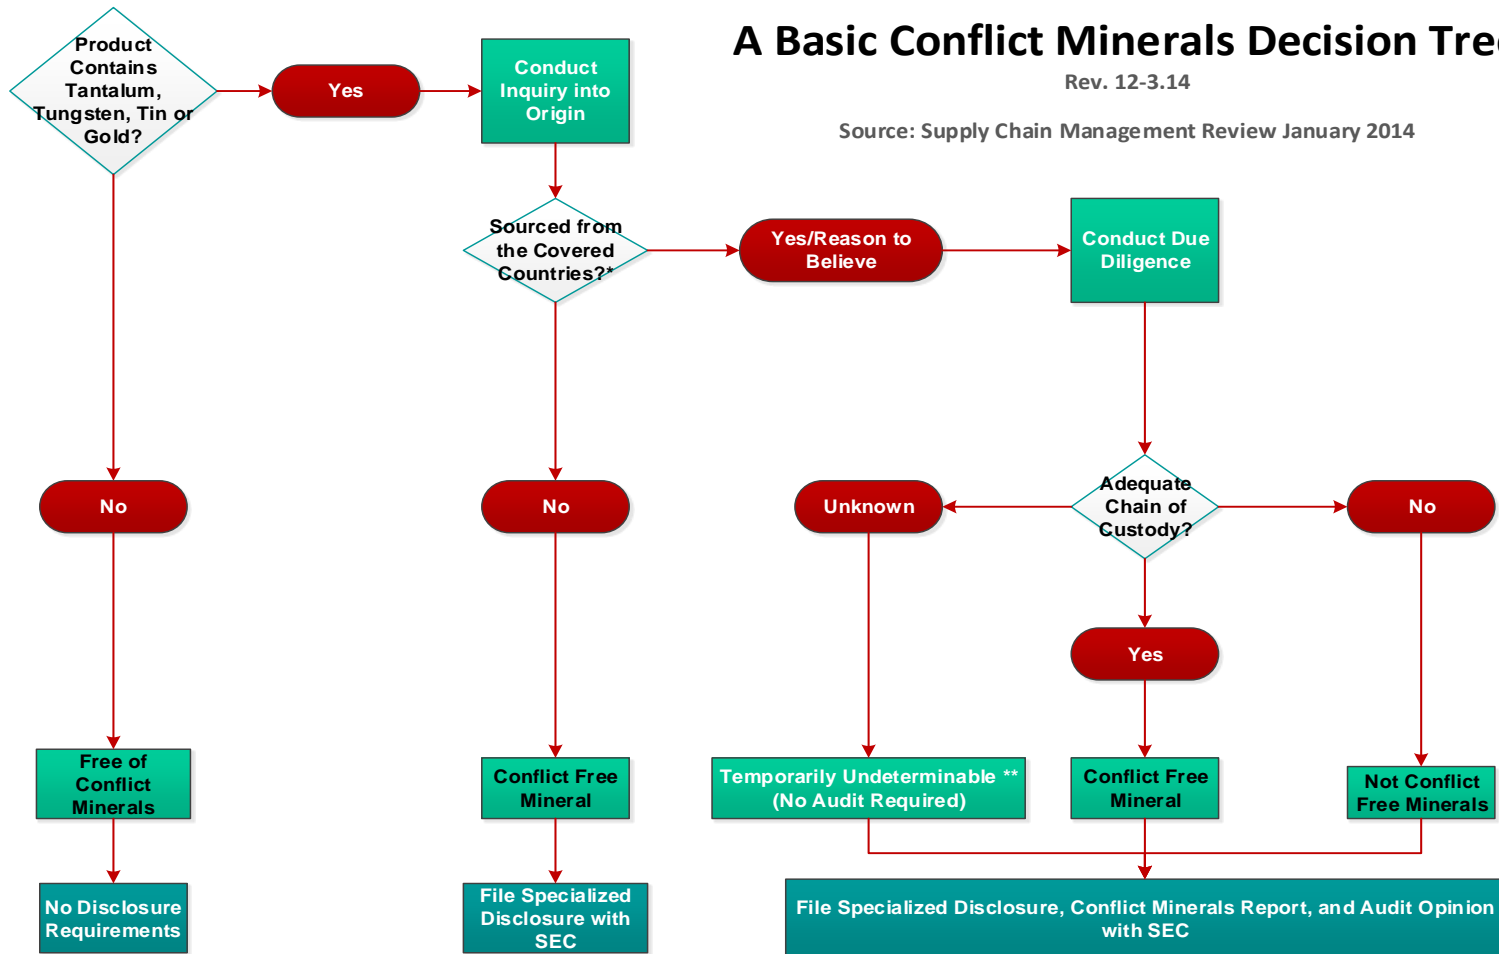 A Basic Conflict Minerals Decision Tre
Rev. 12-3.14
Source: Supply Chain Management Review January 2014
Product
Contains
Tantalum,
Tungsten, Tin or
Gold?
Yes
Conduct
Inquiry into
Origin
Sourced from
the Covered
Countries?*
Yes/Reason to
Believe
Conduct Due
Diligence
No
No
Unknown
Adequate
Chain of
Custody?
No
Yes
Free of
Conflict
Minerals
Conflict Free
Mineral
Temporarily Undeterminable **
(No Audit Required)
Conflict Free
Mineral
Not Conflict
Free Minerals
No Disclosure
Requirements
File Specialized
Disclosure with
SEC
File Specialized Disclosure, Conflict Minerals Report, and Audit Opinion
with SEC